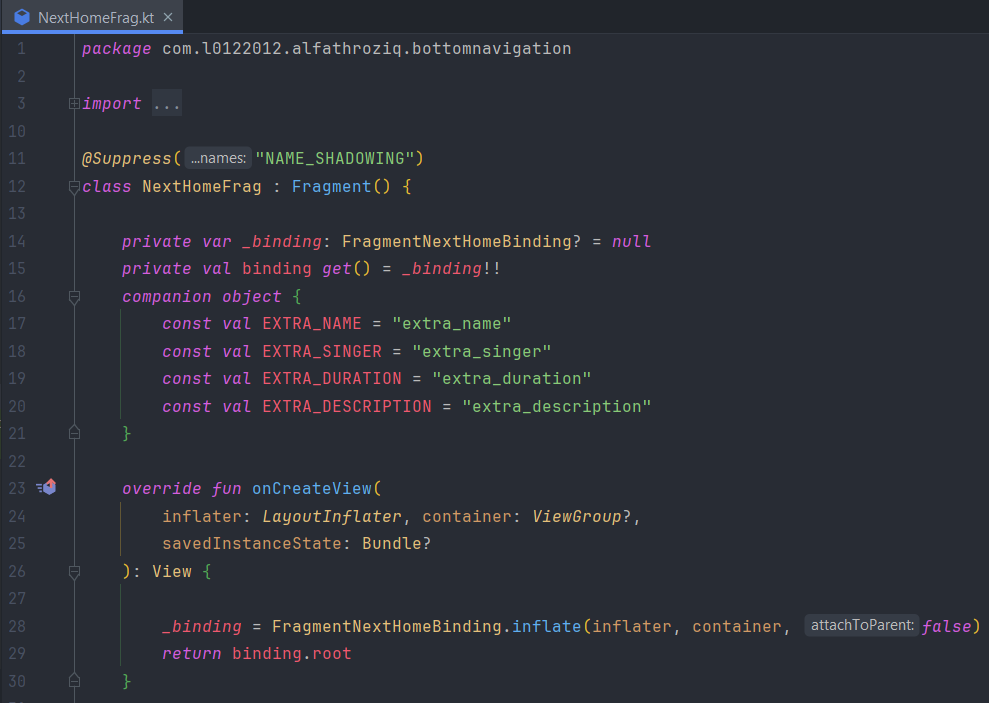 NextHomeFrag.kt ×
1 package com.l0122012.alfathroziq.bottomnavigation
2
3 import ...
10
11 @Suppress( ...names: "NAME_SHADOWING")
12 class NextHomeFrag : Fragment() {
13
14     private var _binding: FragmentNextHomeBinding? = null
15     private val binding get() = _binding!!
16     companion object {
17         const val EXTRA_NAME = "extra_name"
18         const val EXTRA_SINGER = "extra_singer"
19         const val EXTRA_DURATION = "extra_duration"
20         const val EXTRA_DESCRIPTION = "extra_description"
21     }
22
23     override fun onCreateView(
24         inflater: LayoutInflater, container: ViewGroup?,
25         savedInstanceState: Bundle?
26     ): View {
27
28         _binding = FragmentNextHomeBinding.inflate(inflater, container, attachToParent: false)
29         return binding.root
30     }